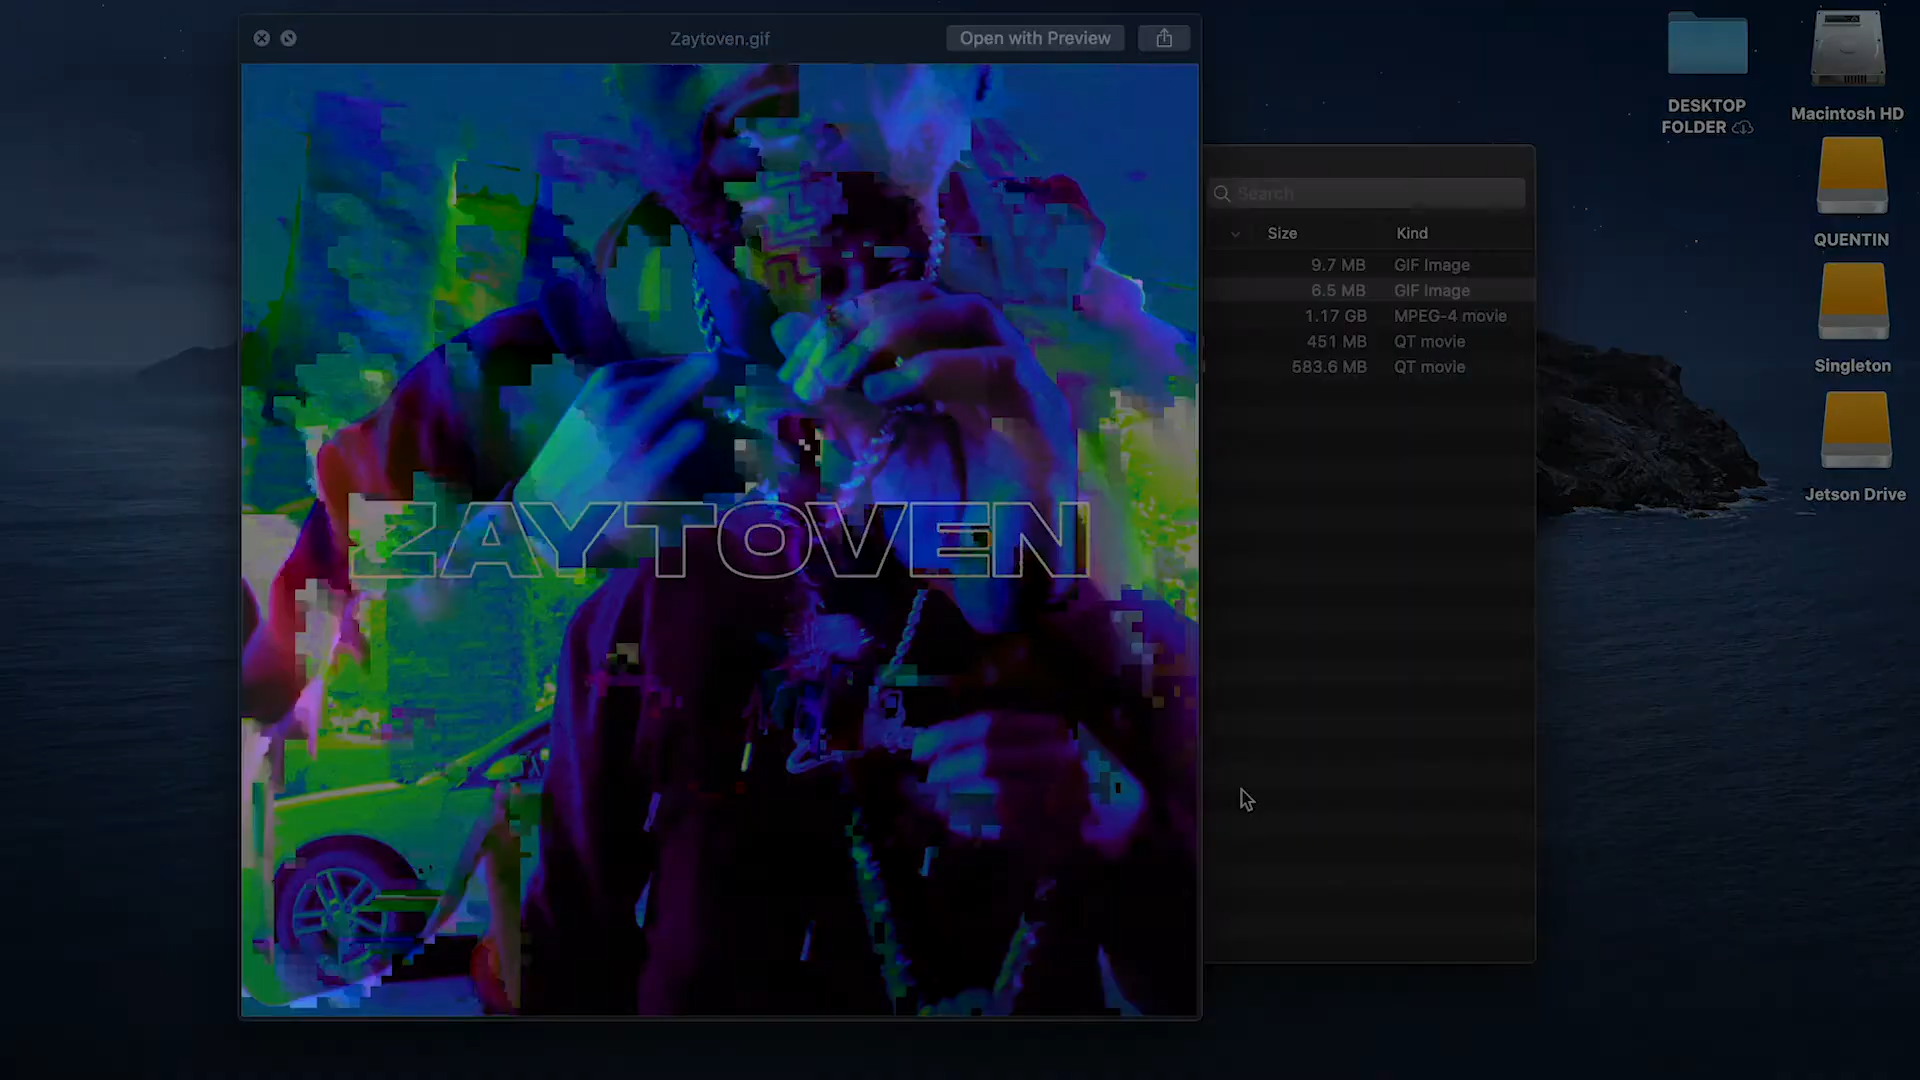 Zaytoven.gif
Open with Preview
ZAYTOVEN
Search
Size Kind
9.7 MB GIF Image
6.5 MB GIF Image
1.17 GB MPEG-4 movie
451 MB QT movie
583.6 MB QT movie
DESKTOP
FOLDER
Macintosh HD
QUENTIN
Singleton
Jetson Drive